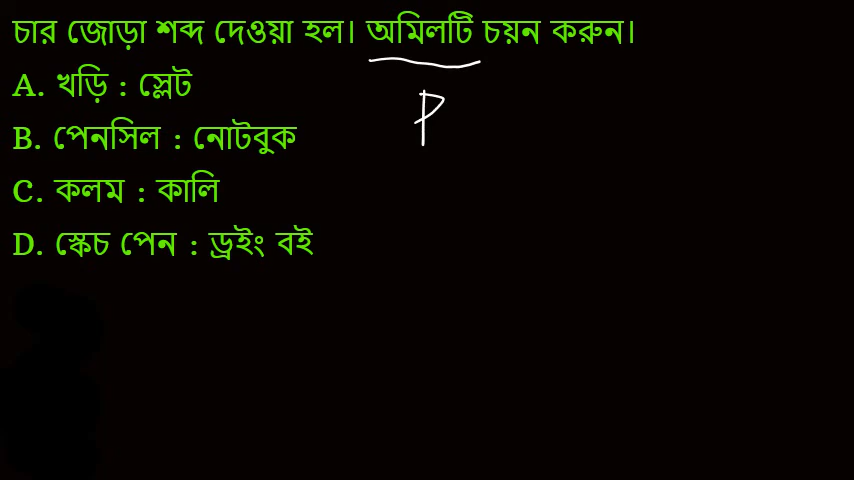 চার জোড়া শব্দ দেওয়া হল। অমিলটি চয়ন করুন।
P
A. খড়ি : স্লেট
B. পেনসিল : নোটবুক
C. কলম : কালি
D. স্কেচ পেন : ড্রইং বই